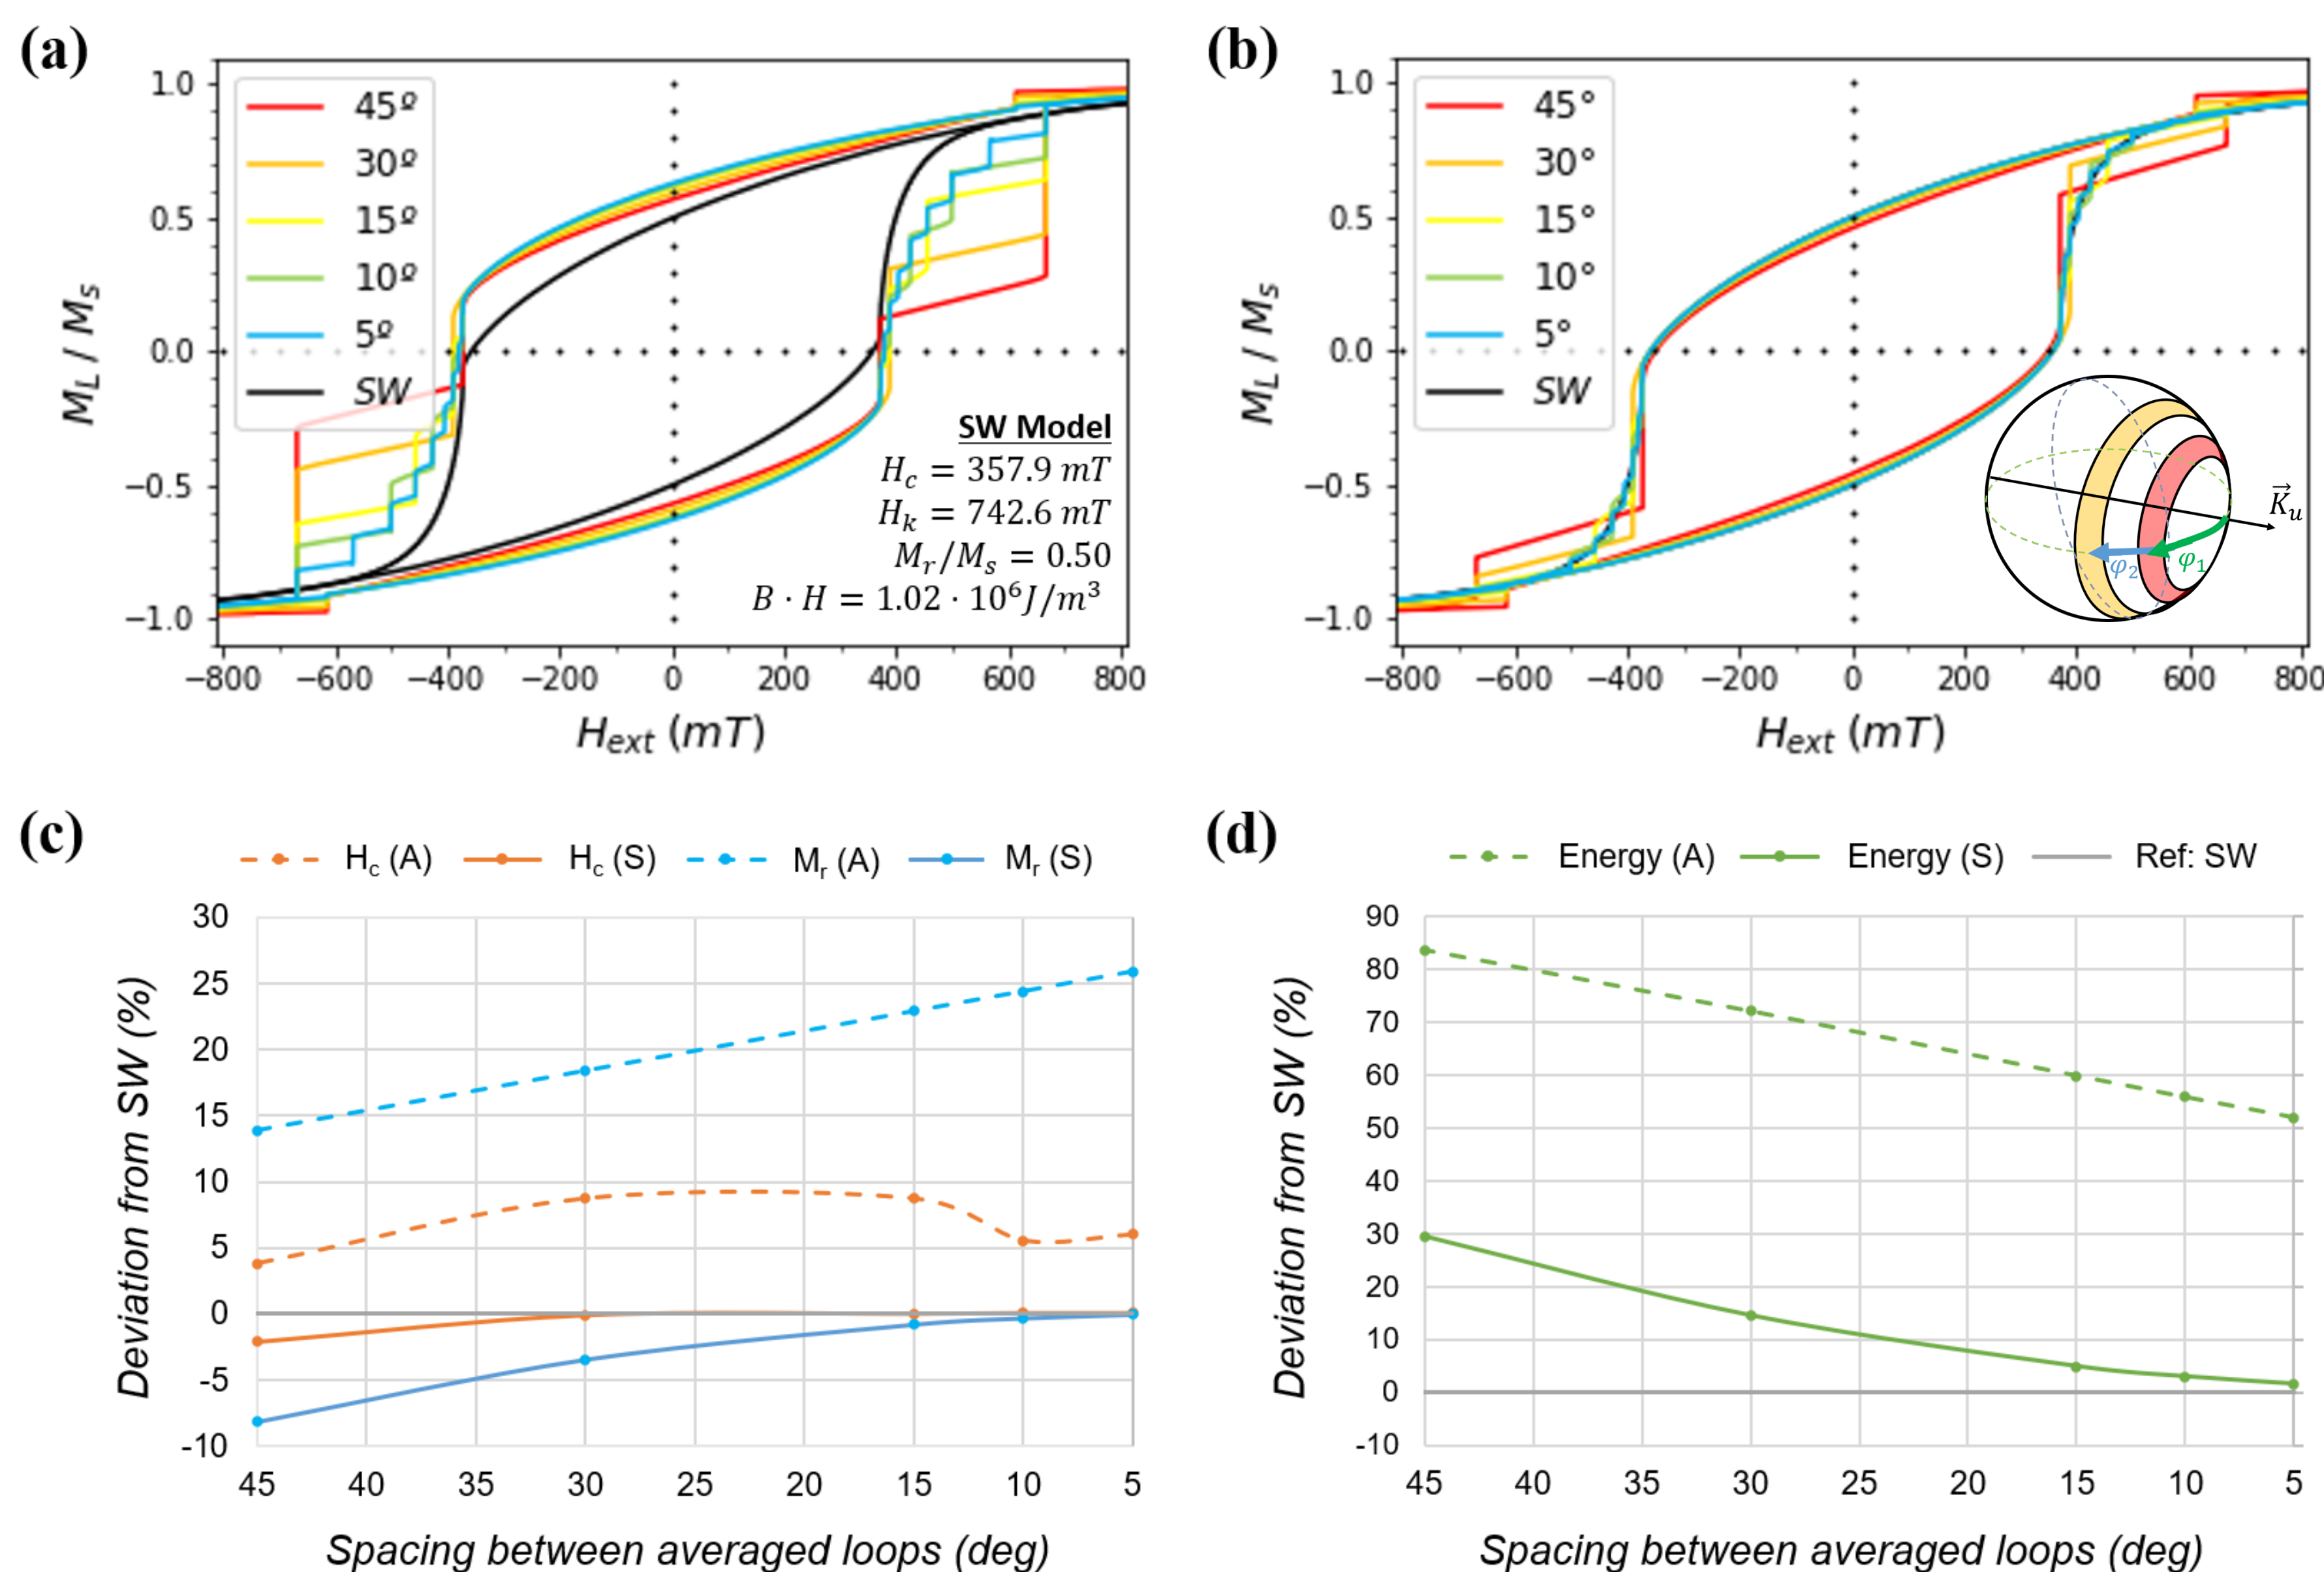 (a)
1.0
0.5
0.0
−0.5
−1.0
M_L / M_S
45º
30º
15º
10º
5º
SW
SW Model
H_c = 357.9 mT
H_k = 742.6 mT
M_r/M_s = 0.50
B · H = 1.02 · 10⁶J/m³
−800 −600 −400 −200 0 200 400 600 800
H_ext (mT)
(b)
1.0
0.5
0.0
−0.5
−1.0
M_L / M_S
45°
30°
15°
10°
5°
SW
K⃗_u
φ_2 φ_1
−800 −600 −400 −200 0 200 400 600 800
H_ext (mT)
(c)
H_c (A) H_c (S) M_r (A) M_r (S)
30
25
20
15
10
5
0
-5
-10
Deviation from SW (%)
45 40 35 30 25 20 15 10 5
Spacing between averaged loops (deg)
(d)
Energy (A) Energy (S) Ref: SW
90
80
70
60
50
40
30
20
10
0
-10
Deviation from SW (%)
45 40 35 30 25 20 15 10 5
Spacing between averaged loops (deg)